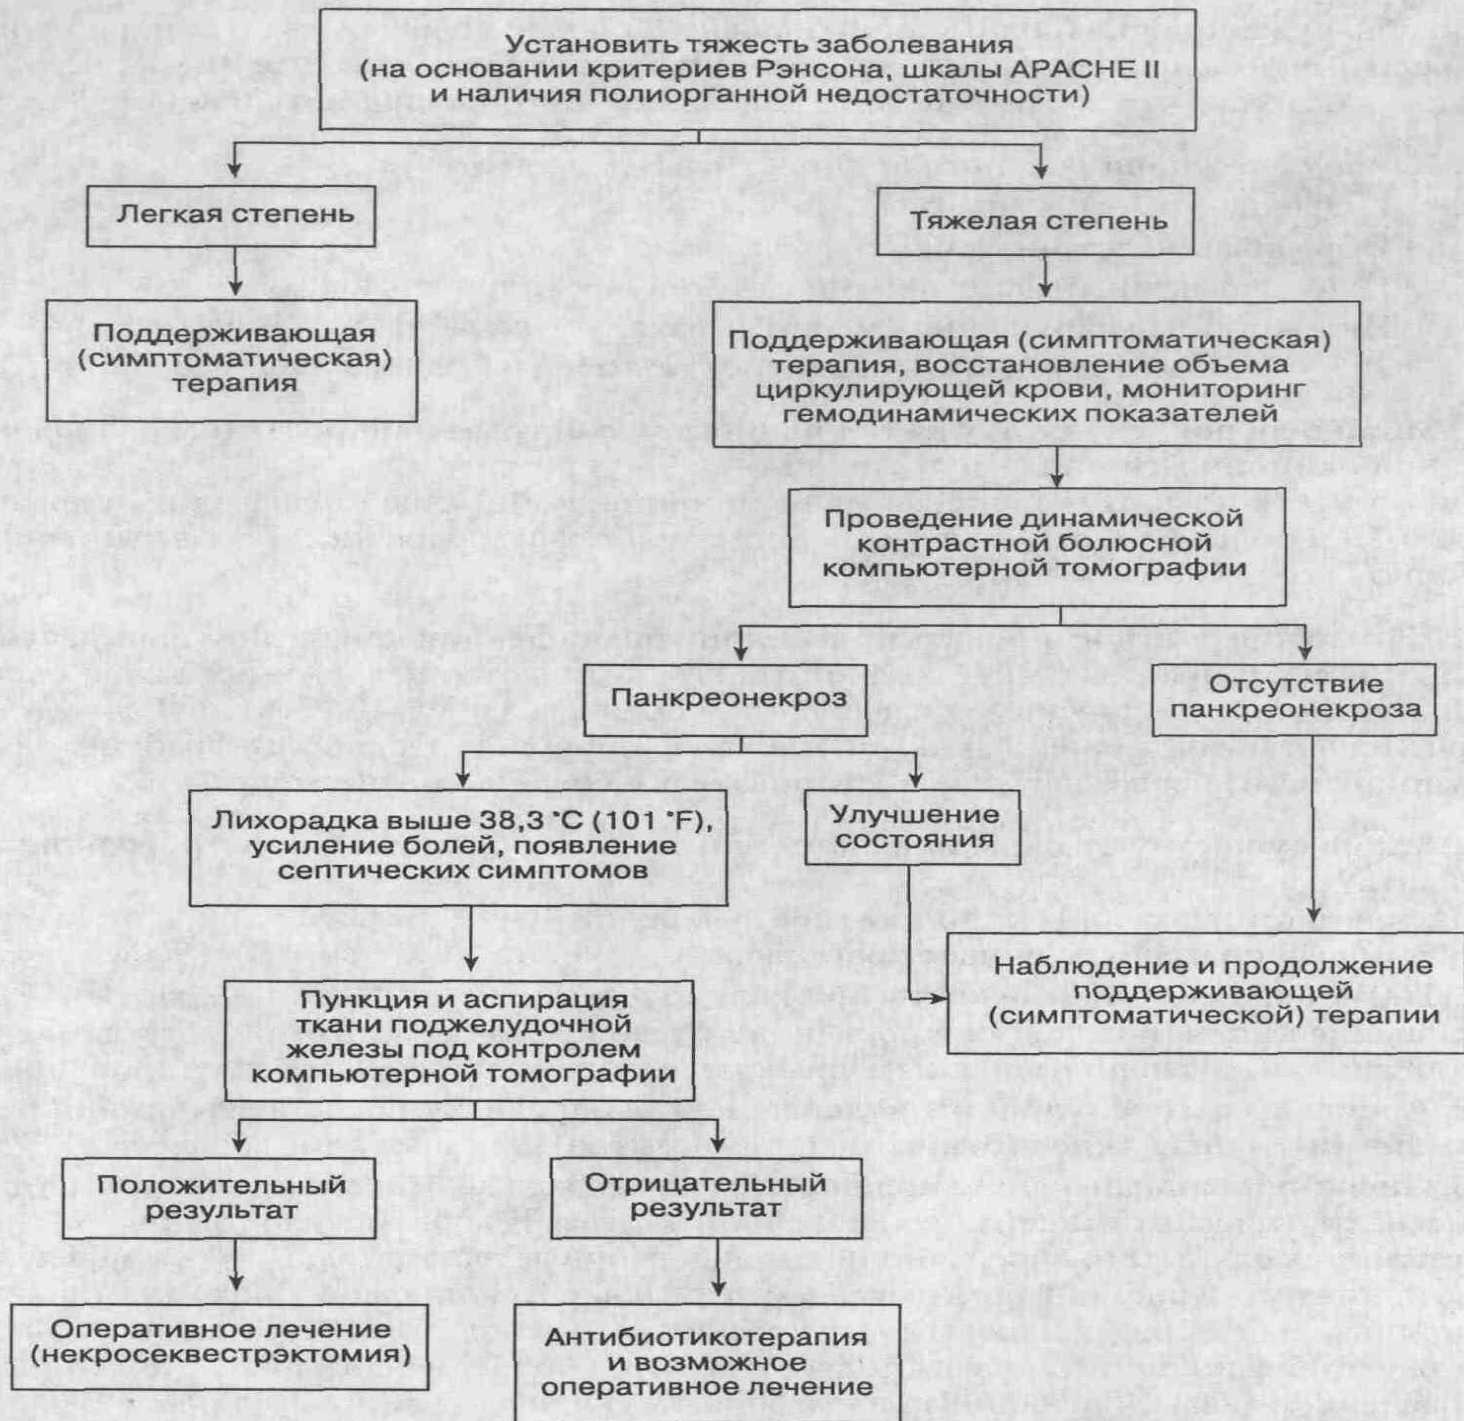 Установить тяжесть заболевания
(на основании критериев Рэнсона, шкалы APACHE II
и наличия полиорганной недостаточности)
Легкая степень
Тяжелая степень
Поддерживающая
(симптоматическая)
терапия
Поддерживающая (симптоматическая)
терапия, восстановление объема
циркулирующей крови, мониторинг
гемодинамических показателей
Проведение динамической
контрастной болюсной
компьютерной томографии
Панкреонекроз
Отсутствие
панкреонекроза
Лихорадка выше 38,3 °C (101 °F),
усиление болей, появление
септических симптомов
Улучшение
состояния
Наблюдение и продолжение
поддерживающей
(симптоматической) терапии
Пункция и аспирация
ткани поджелудочной
железы под контролем
компьютерной томографии
Положительный
результат
Отрицательный
результат
Оперативное лечение
(некросеквестрэктомия)
Антибиотикотерапия
и возможное
оперативное лечение